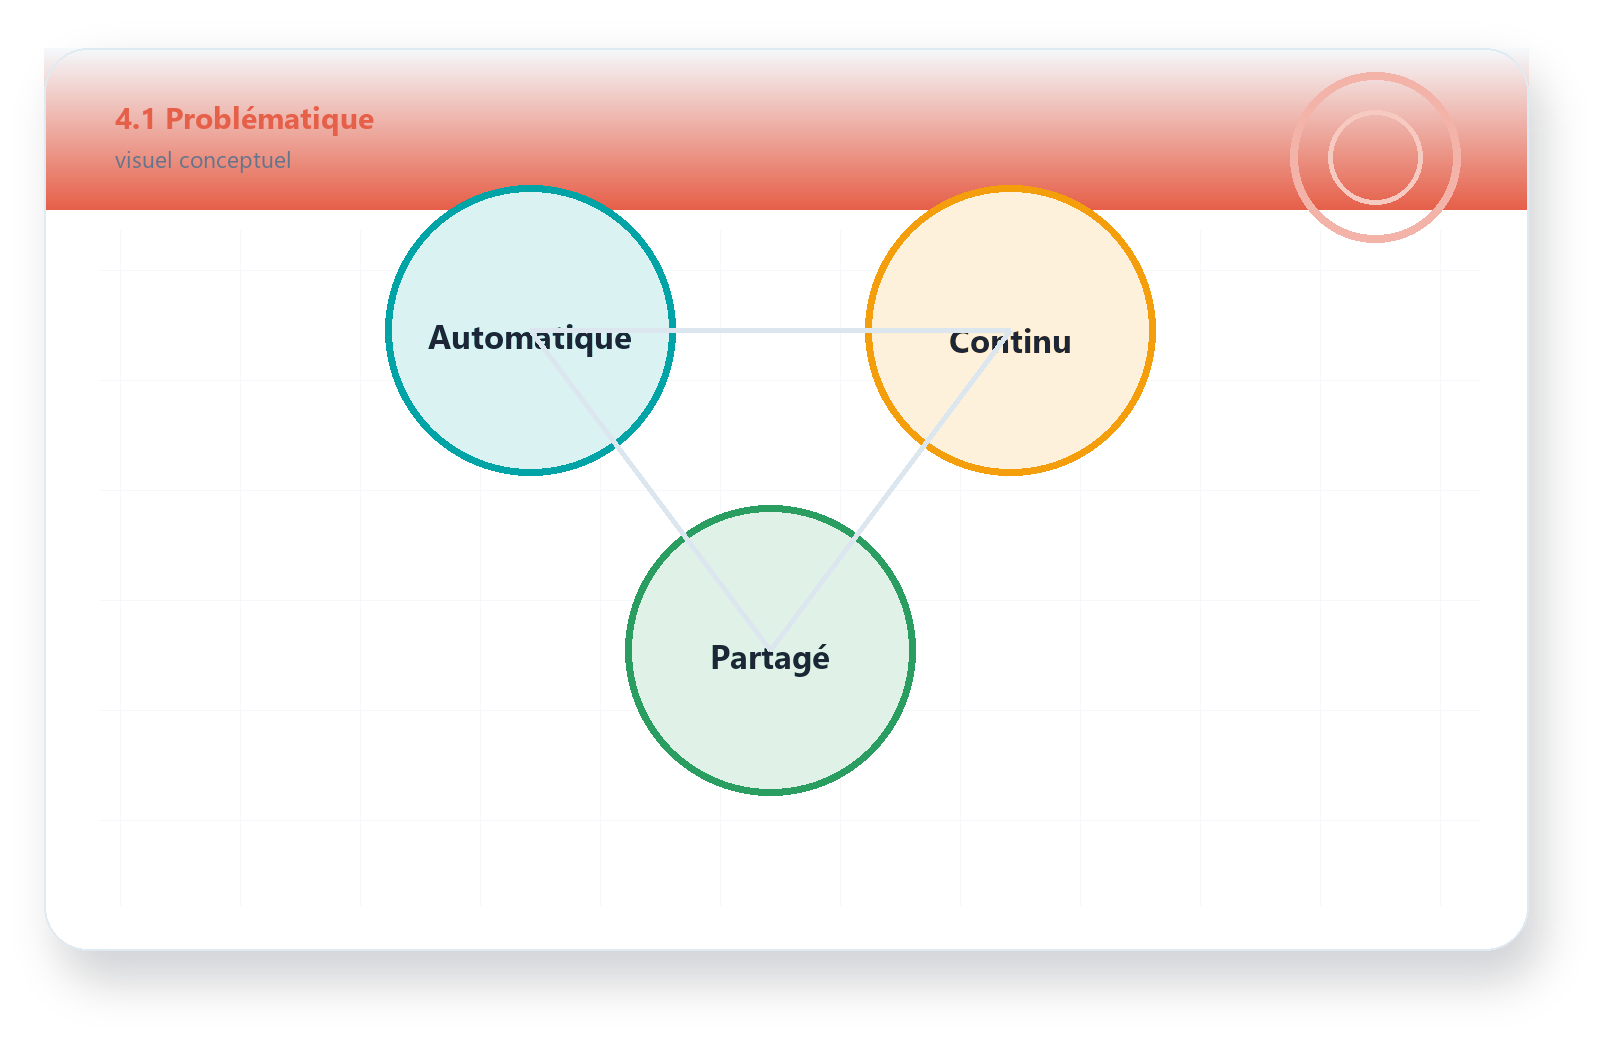 4.1 Problématique
visuel conceptuel
Automatique
Continu
Partagé